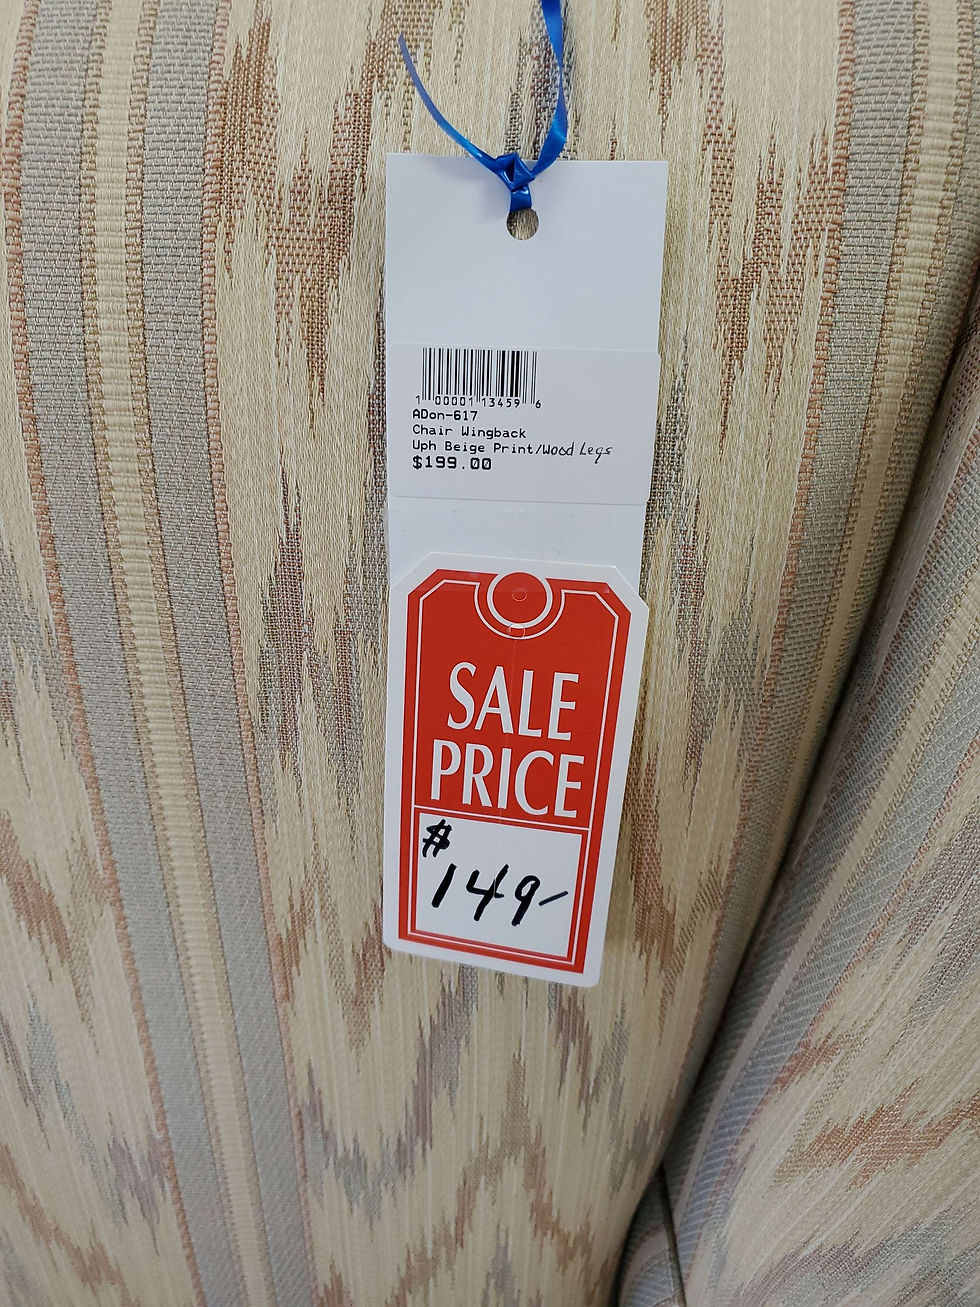 1 00001 13459 6
ADon-617
Chair Wingback
Uph Beige Print/Wood Legs
$199.00
SALE
PRICE
$
149-